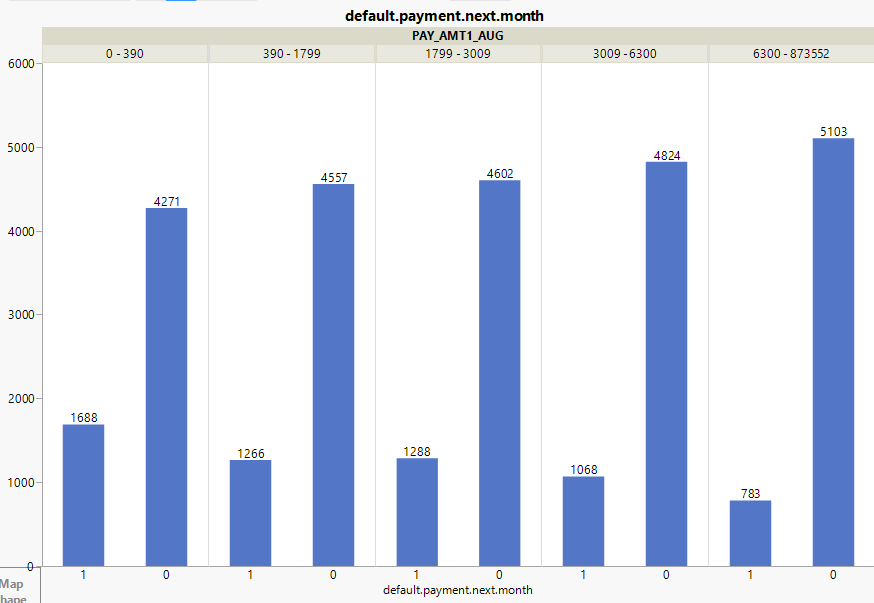 default.payment.next.month
PAY_AMT1_AUG
0 - 390 390 - 1799 1799 - 3009 3009 - 6300 6300 - 873552
6000
5000
4000
3000
2000
1000
0
1688 4271 1266 4557 1288 4602 1068 4824 783 5103
1 0 1 0 1 0 1 0 1 0
default.payment.next.month
Map
hape